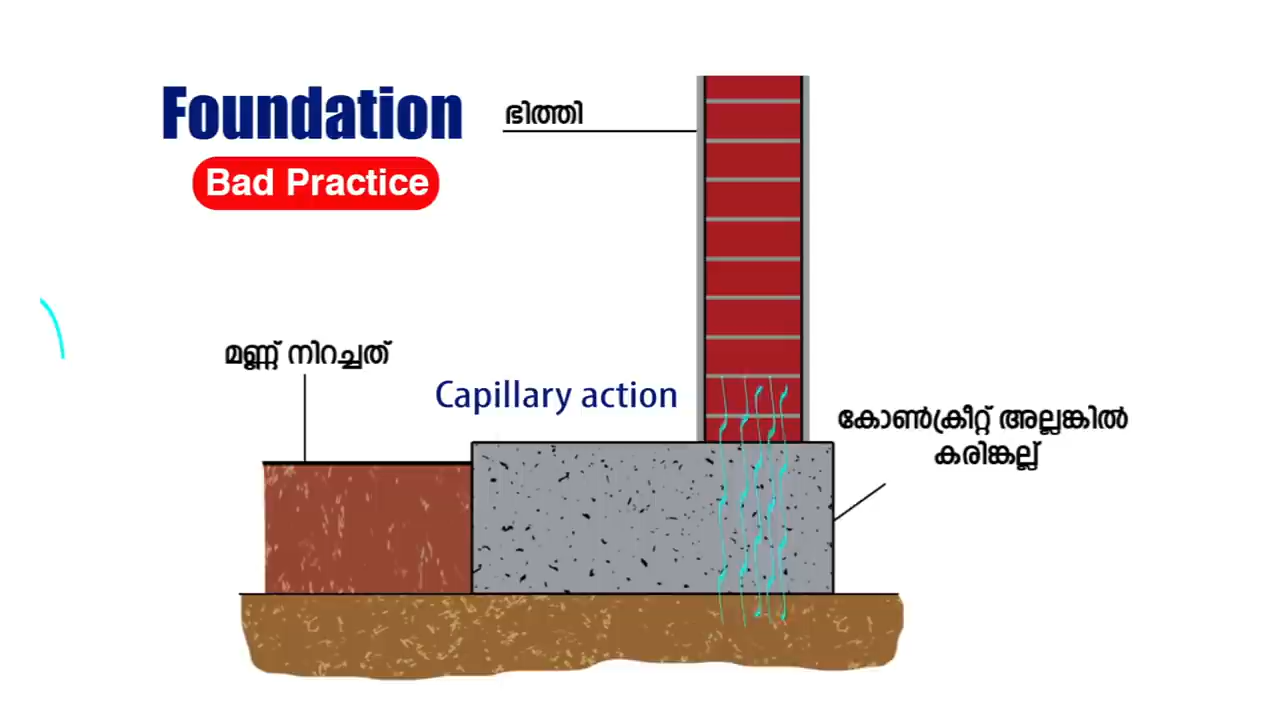 Foundation
Bad Practice
ഭിത്തി
മണ്ണ് നിറച്ചത്
Capillary action
കോൺക്രീറ്റ് അല്ലങ്കിൽ
കരിങ്കല്ല്